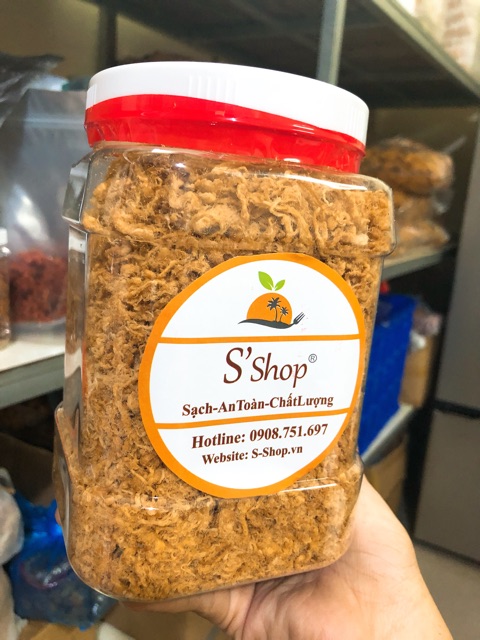 S'Shop®
Sạch-AnToàn-ChấtLượng
Hotline: 0908.751.697
Website: S-Shop.vn